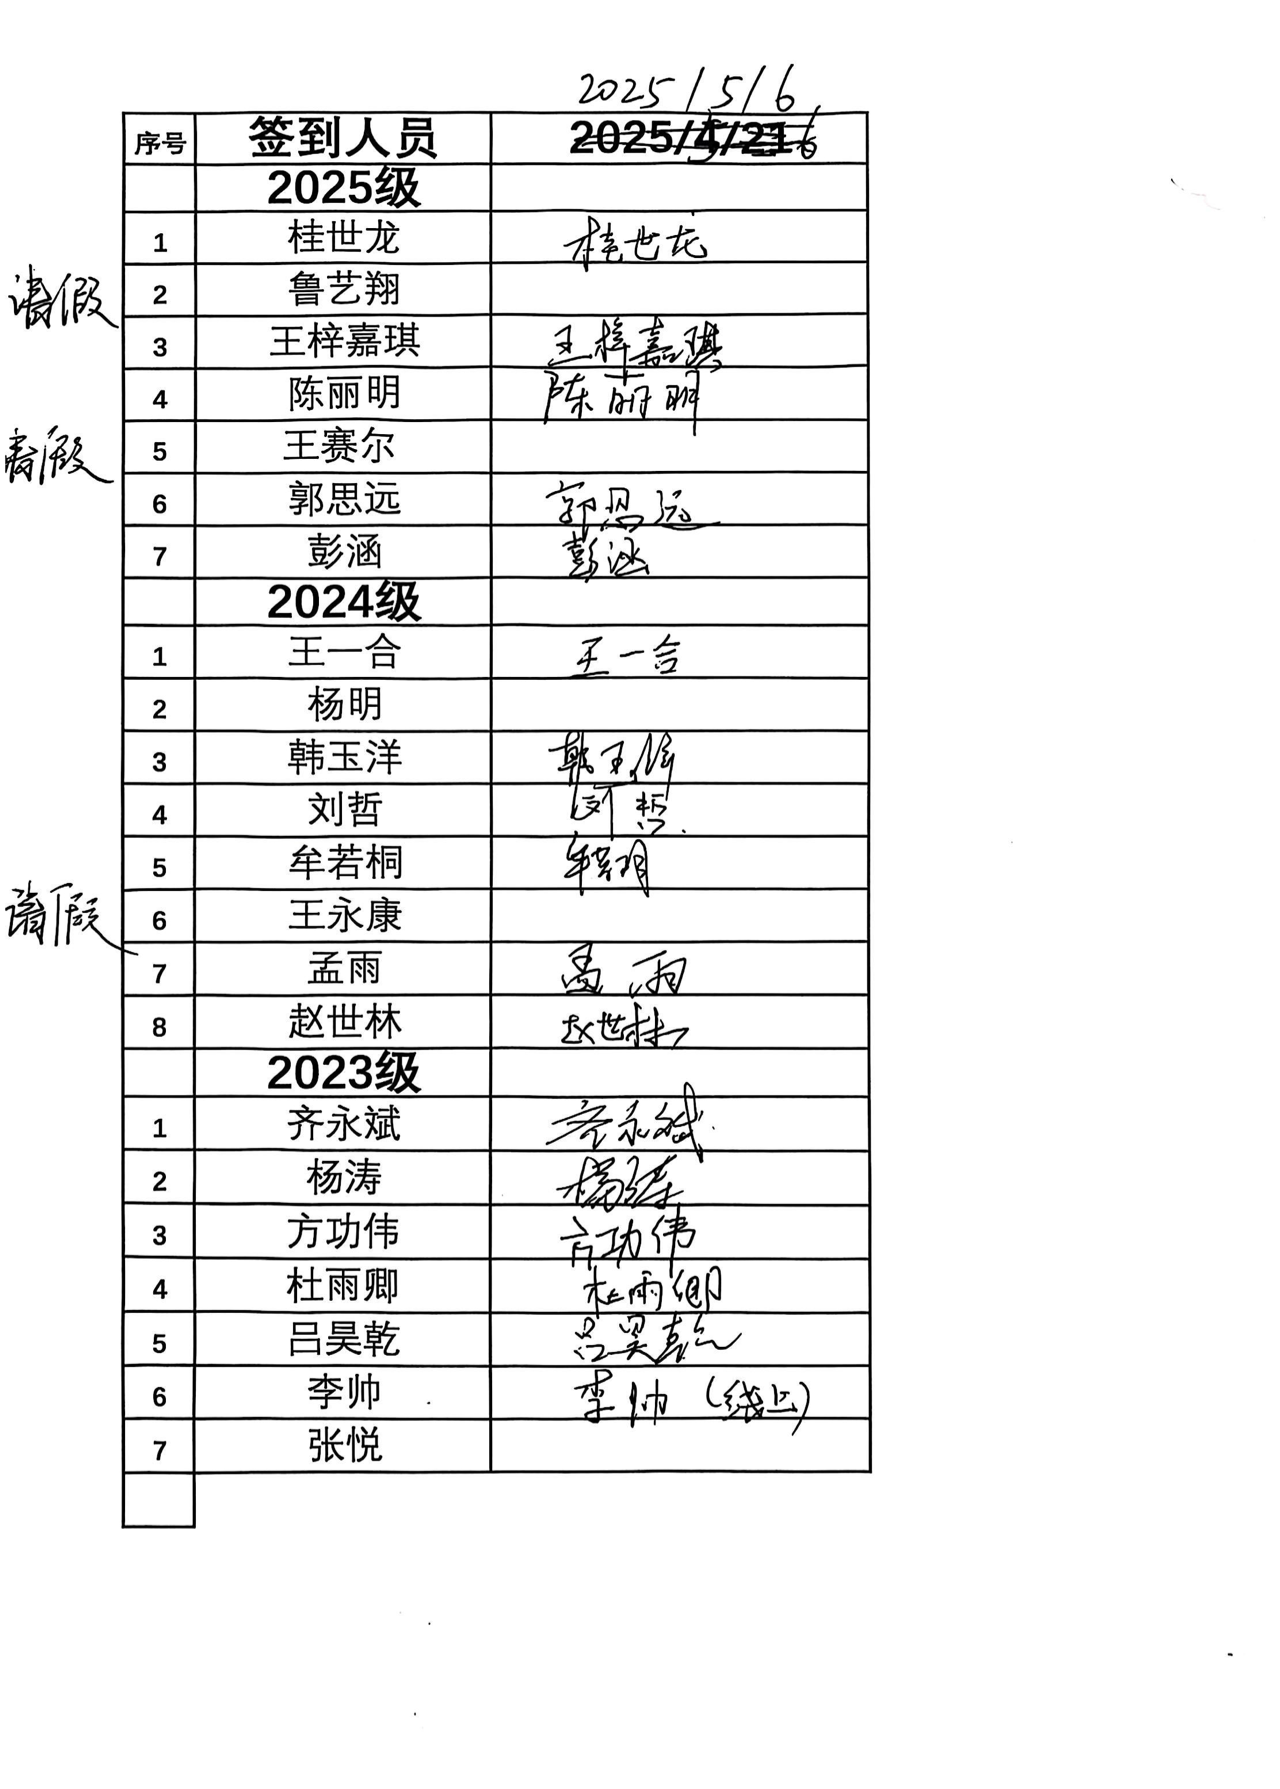 2025/5/6
序号 签到人员 2025/4/21 5 6
2025级
1 桂世龙 桂世龙
请假 2 鲁艺翔
3 王梓嘉琪 王梓嘉琪
4 陈丽明 陈丽明
请假 5 王赛尔
6 郭思远 郭思远
7 彭涵 彭涵
2024级
1 王一合 王一合
2 杨明
3 韩玉洋 韩玉洋
4 刘哲 刘哲
5 牟若桐 牟若桐
请假 6 王永康
7 孟雨 孟雨
8 赵世林 赵世林
2023级
1 齐永斌 齐永斌
2 杨涛 杨涛
3 方功伟 方功伟
4 杜雨卿 杜雨卿
5 吕昊乾 吕昊乾
6 李帅 李帅（线上）
7 张悦